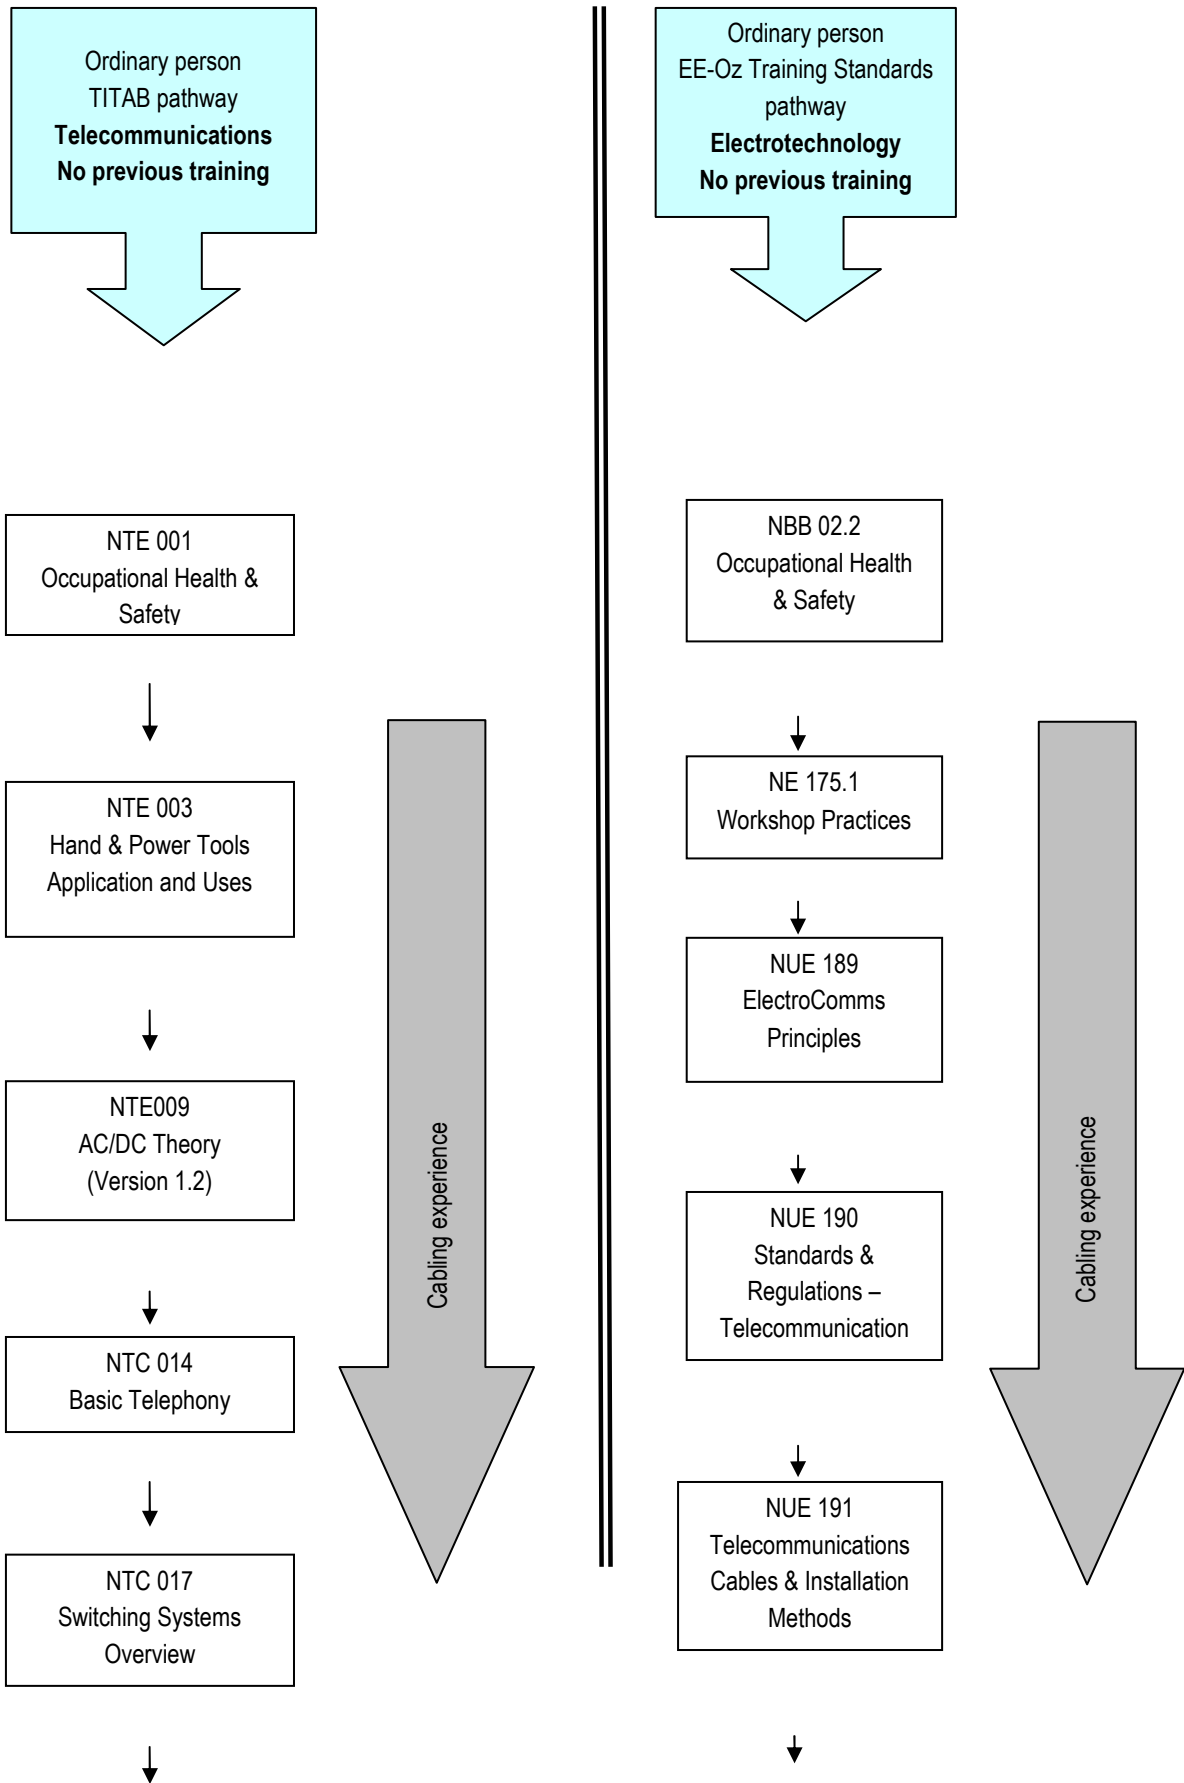 Ordinary person
TITAB pathway
Telecommunications
No previous training
NTE 001
Occupational Health &
Safety
NTE 003
Hand & Power Tools
Application and Uses
NTE009
AC/DC Theory
(Version 1.2)
NTC 014
Basic Telephony
NTC 017
Switching Systems
Overview
Cabling experience
Ordinary person
EE-Oz Training Standards
pathway
Electrotechnology
No previous training
NBB 02.2
Occupational Health
& Safety
NE 175.1
Workshop Practices
NUE 189
ElectroComms
Principles
NUE 190
Standards &
Regulations –
Telecommunication
NUE 191
Telecommunications
Cables & Installation
Methods
Cabling experience